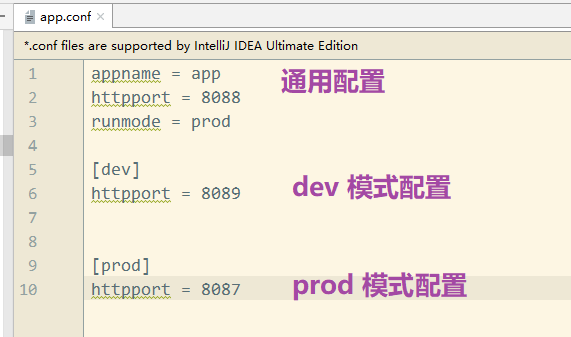 app.conf
*.conf files are supported by IntelliJ IDEA Ultimate Edition
1 appname = app 通用配置
2 httpport = 8088
3 runmode = prod
4
5 [dev]
6 httpport = 8089 dev 模式配置
7
8
9 [prod]
10 httpport = 8087 prod 模式配置